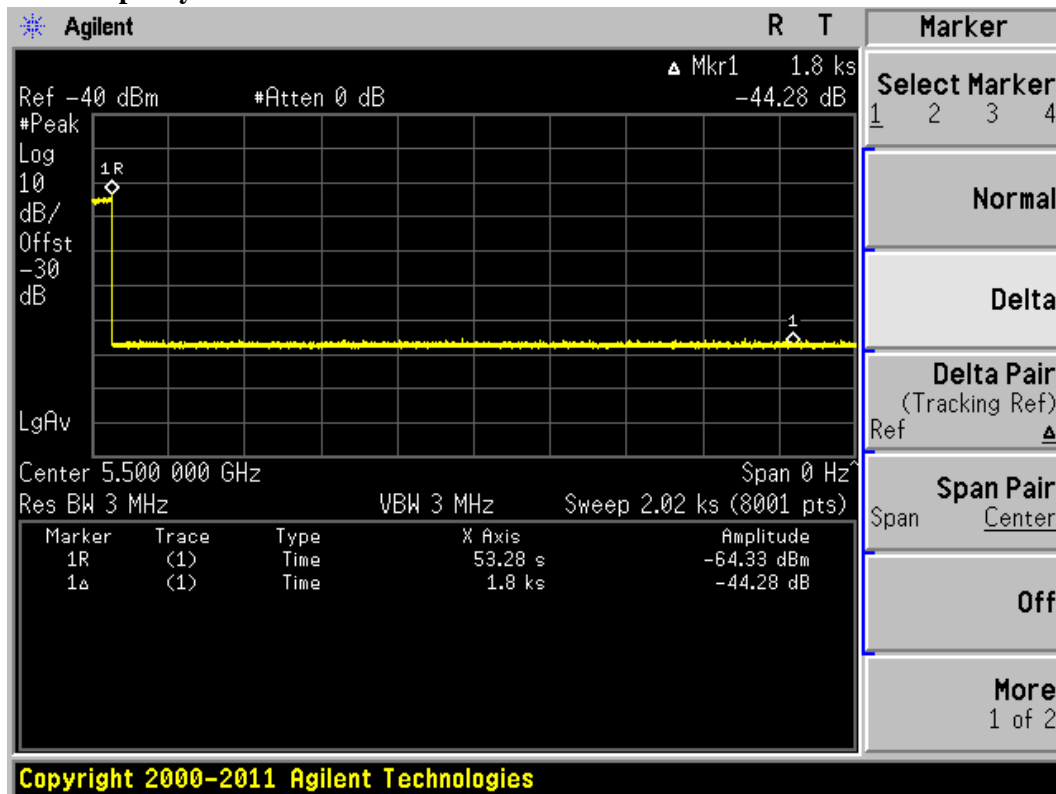 Agilent R T
Δ Mkr1 1.8 ks
Ref -40 dBm #Atten 0 dB -44.28 dB
#Peak
Log
10
dB/
Offst
-30
dB
LgAv
1R
1
Center 5.500 000 GHz Span 0 Hz^
Res BW 3 MHz VBW 3 MHz Sweep 2.02 ks (8001 pts)
Marker Trace Type X Axis Amplitude
1R (1) Time 53.28 s -64.33 dBm
1Δ (1) Time 1.8 ks -44.28 dB
Marker
Select Marker
1 2 3 4
Normal
Delta
Delta Pair
(Tracking Ref)
Ref Δ
Span Pair
Span Center
Off
More
1 of 2
Copyright 2000-2011 Agilent Technologies